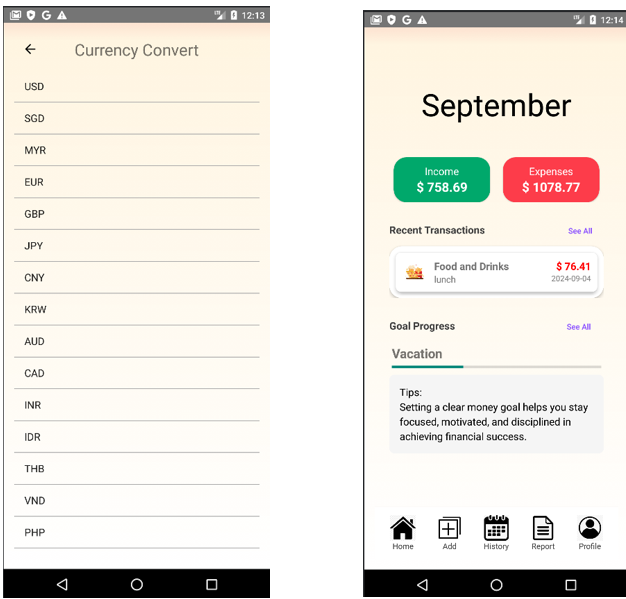 12:13
Currency Convert
USD
SGD
MYR
EUR
GBP
JPY
CNY
KRW
AUD
CAD
INR
IDR
THB
VND
PHP
12:14
September
Income
$ 758.69
Expenses
$ 1078.77
Recent Transactions
See All
Food and Drinks
$ 76.41
lunch
2024-09-04
Goal Progress
See All
Vacation
Tips:
Setting a clear money goal helps you stay
focused, motivated, and disciplined in
achieving financial success.
Home
Add
History
Report
Profile